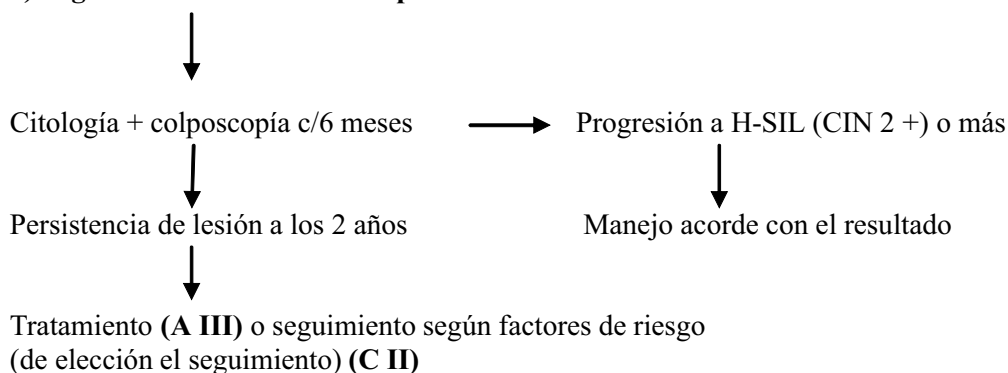 Citología + colposcopía c/6 meses
Progresión a H-SIL (CIN 2 +) o más
Persistencia de lesión a los 2 años
Manejo acorde con el resultado
Tratamiento (A III) o seguimiento según factores de riesgo
(de elección el seguimiento) (C II)